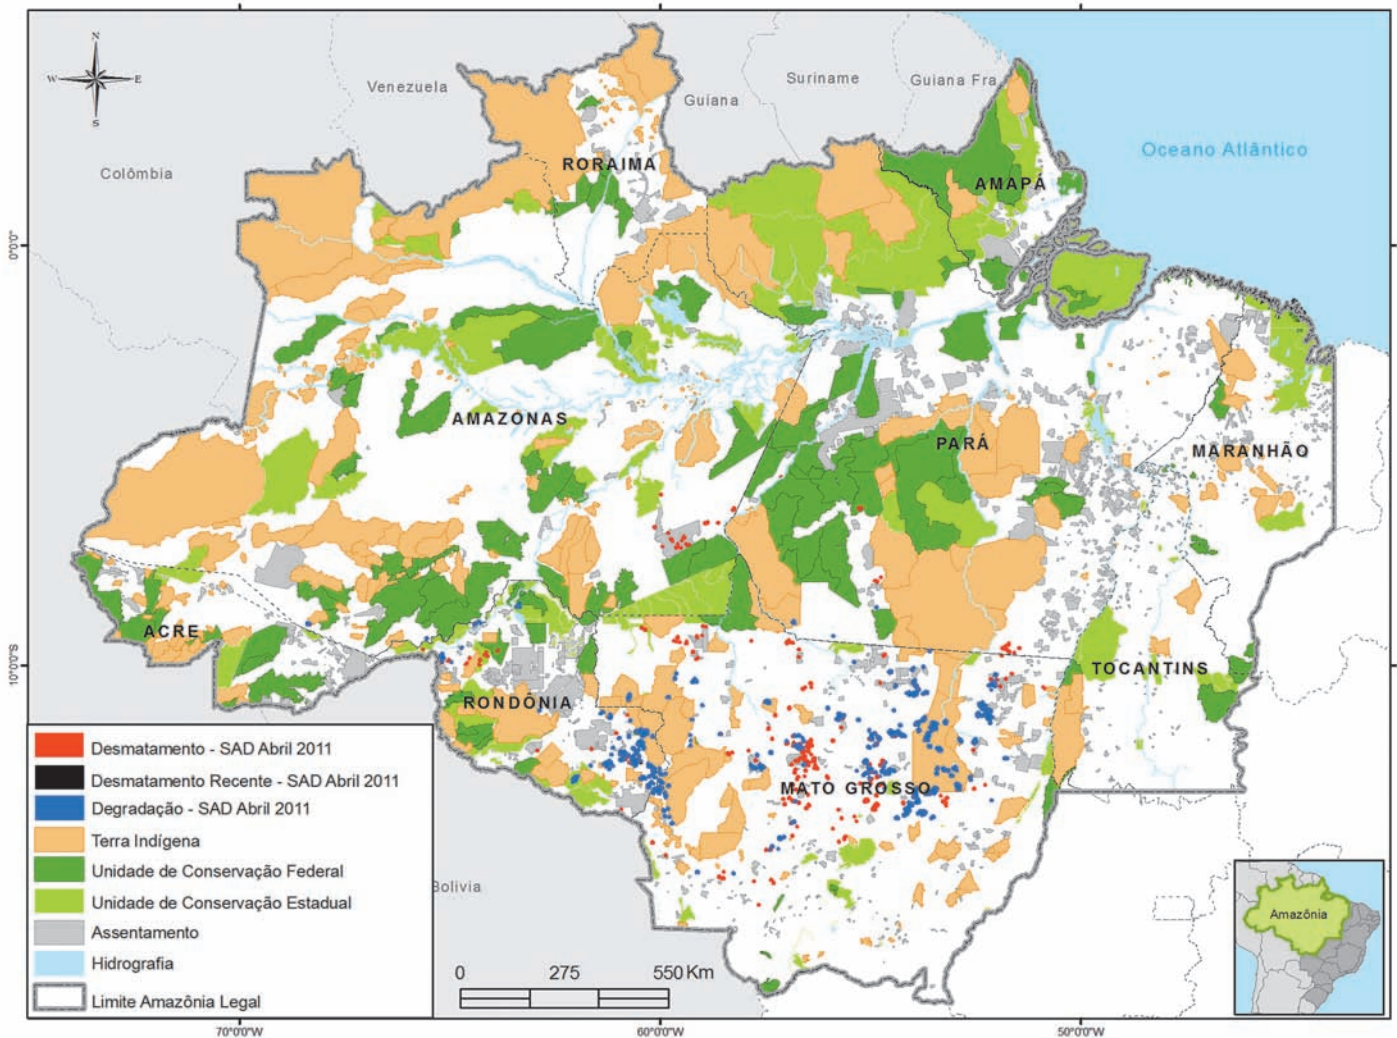 N
W
E
S
Venezuela
Suriname
Guiana Fra
Guiana
Colômbia
Oceano Atlântico
RORAIMA
AMAPÁ
0°0'0"
AMAZONAS
PARÁ
MARANHÃO
ACRE
10°0'0"S
TOCANTINS
RONDÔNIA
MATO GROSSO
Bolivia
Desmatamento - SAD Abril 2011
Desmatamento Recente - SAD Abril 2011
Degradação - SAD Abril 2011
Terra Indígena
Unidade de Conservação Federal
Unidade de Conservação Estadual
Assentamento
Hidrografia
Limite Amazônia Legal
0 275 550 Km
Amazônia
70°0'0"W
60°0'0"W
50°0'0"W